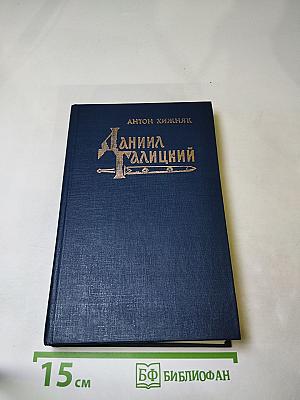 АНТОН ХИЖНЯК
ДАНИИЛ
ГАЛИЦКИЙ
15 см
БФ БИБЛИОФАН